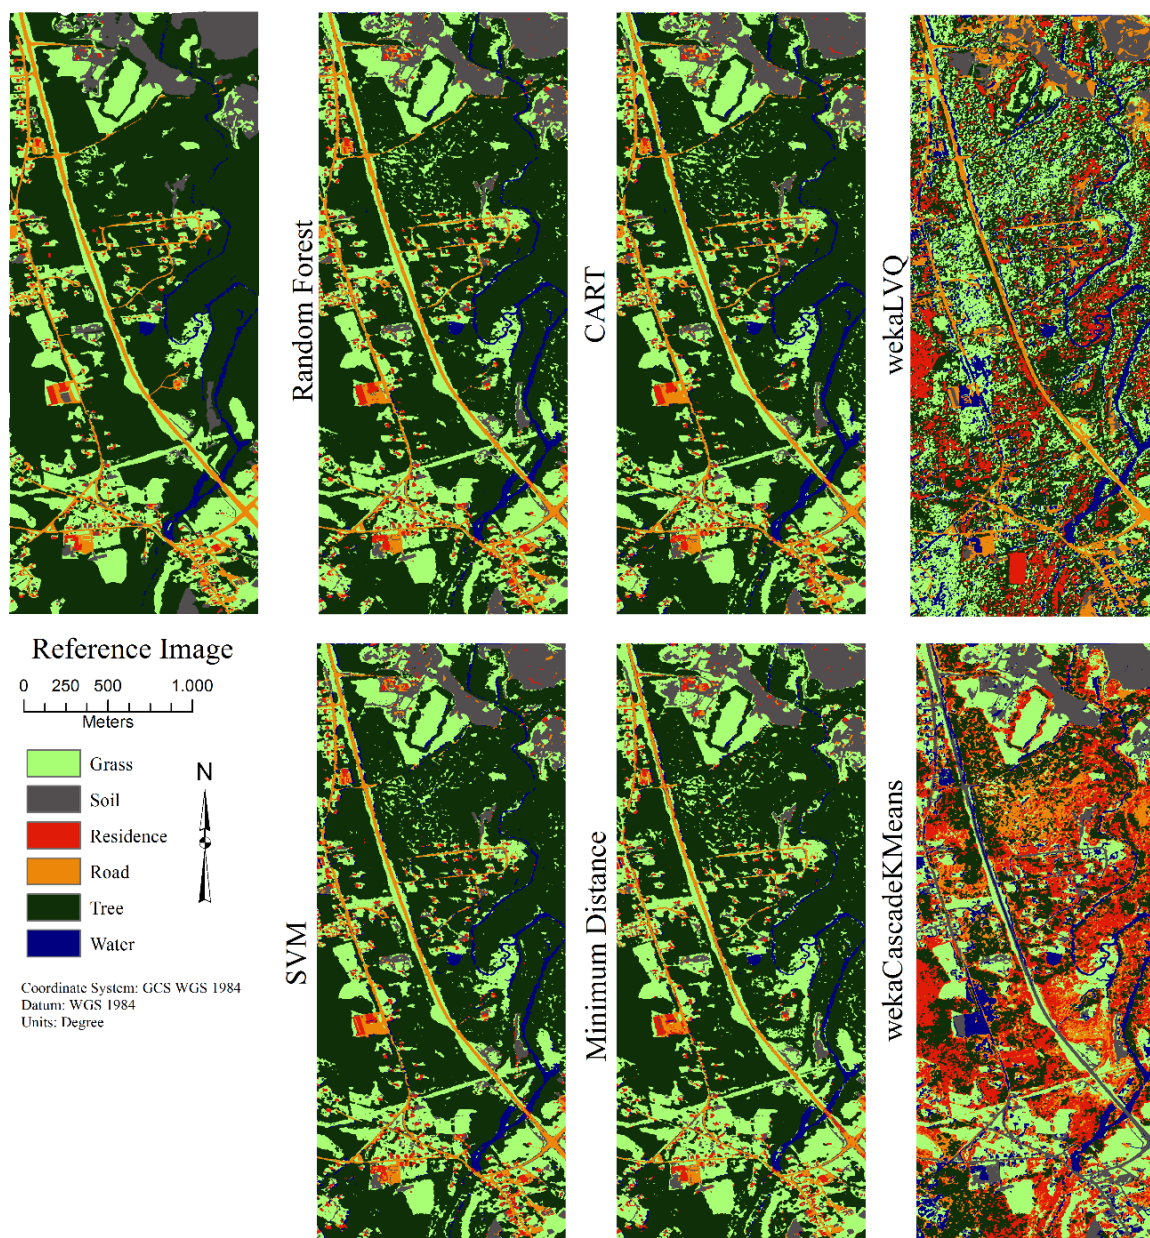 Random Forest
CART
wekaLVQ
Reference Image
0 250 500 1.000
Meters
Grass
Soil
Residence
Road
Tree
Water
N
Coordinate System: GCS WGS 1984
Datum: WGS 1984
Units: Degree
SVM
Minimum Distance
wekaCascadeKMeans